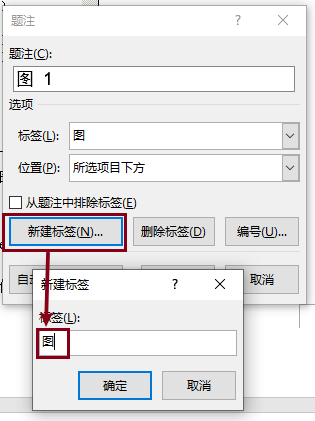 题注 ? ×
题注(C):
图 1
选项
标签(L): 图
位置(P): 所选项目下方
从题注中排除标签(E)
新建标签(N)... 删除标签(D) 编号(U)...
自 取消
新建标签 ? ×
标签(L):
图
确定 取消